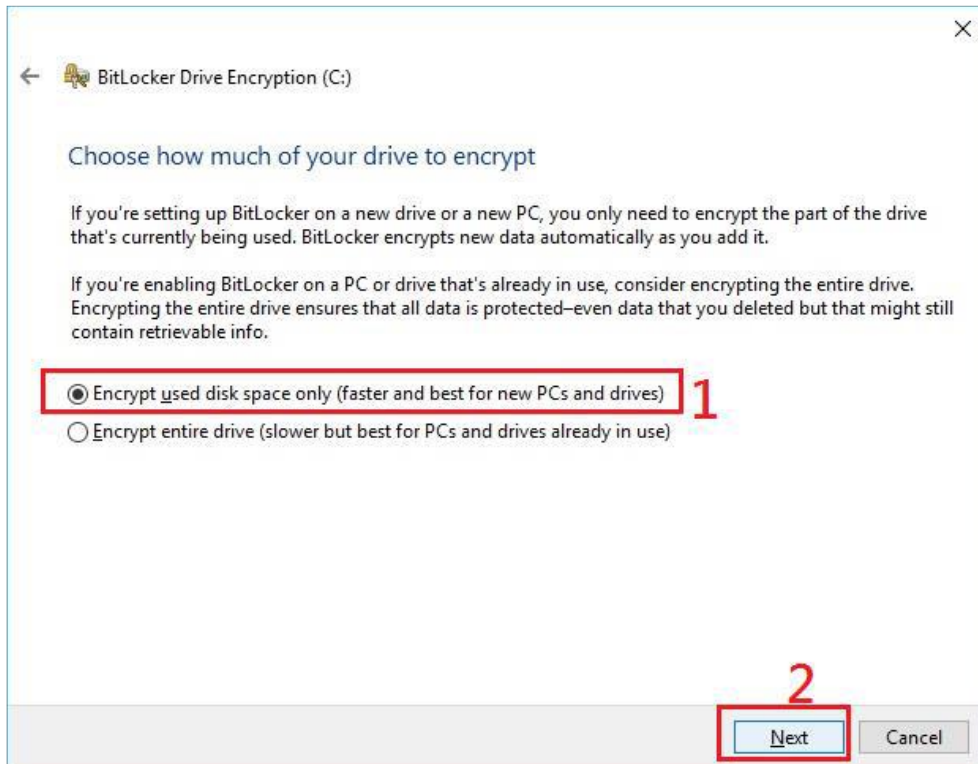 BitLocker Drive Encryption (C:)
Choose how much of your drive to encrypt
If you're setting up BitLocker on a new drive or a new PC, you only need to encrypt the part of the drive
that's currently being used. BitLocker encrypts new data automatically as you add it.
If you're enabling BitLocker on a PC or drive that's already in use, consider encrypting the entire drive.
Encrypting the entire drive ensures that all data is protected–even data that you deleted but that might still
contain retrievable info.
Encrypt used disk space only (faster and best for new PCs and drives) 1
Encrypt entire drive (slower but best for PCs and drives already in use)
2
Next Cancel